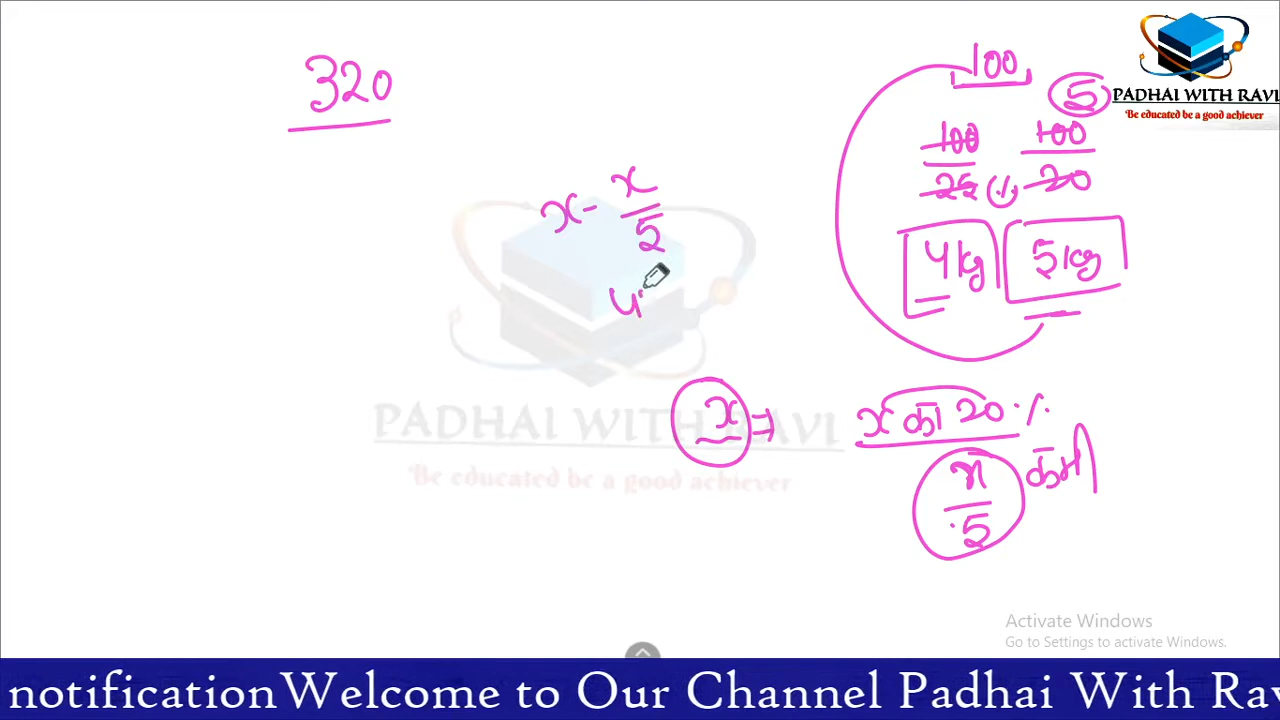 320
100
5
100 100
25 % 20
4kg 5kg
x - x/5
4
x ⇒ x का 20%
x/5 कमी
PADHAI WITH RAVI
Be educated be a good achiever
PADHAI WITH RAVI
Be educated be a good achiever
Activate Windows
Go to Settings to activate Windows.
notification Welcome to Our Channel Padhai With Rav